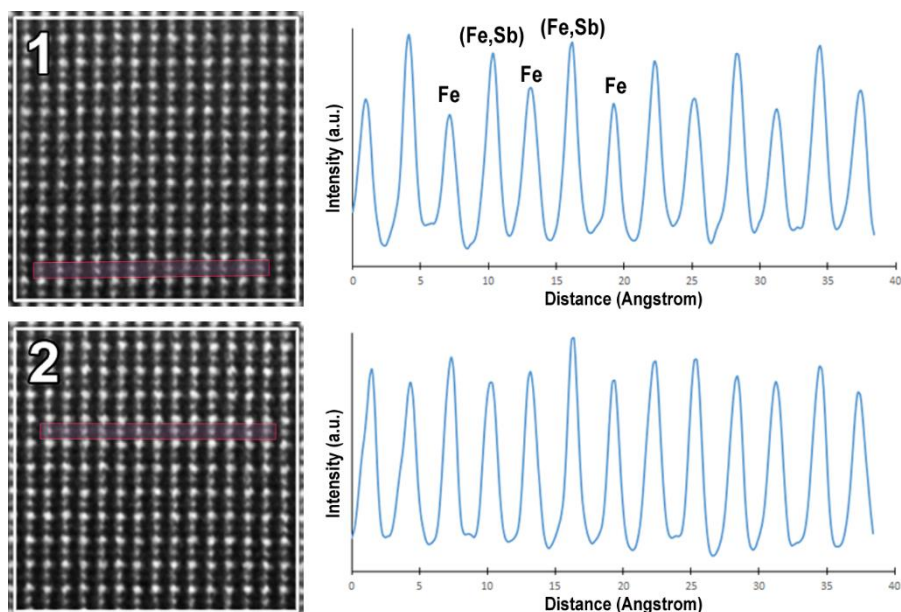 1
(Fe,Sb)
(Fe,Sb)
Fe
Fe
Fe
Intensity (a.u.)
0
5
10
15
20
25
30
35
40
Distance (Angstrom)
2
Intensity (a.u.)
0
5
10
15
20
25
30
35
40
Distance (Angstrom)